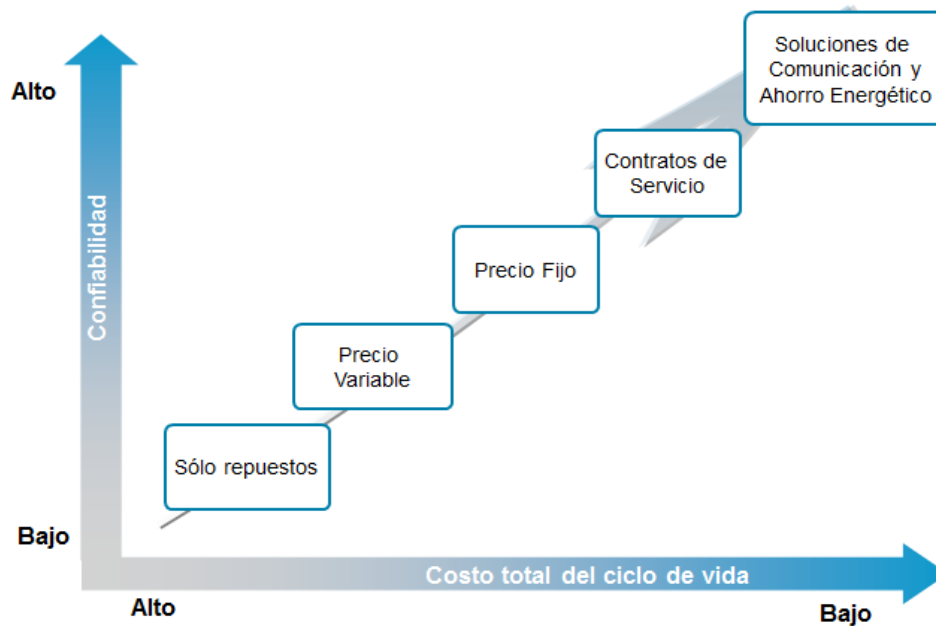 Alto
Confiabilidad
Bajo
Soluciones de
Comunicación y
Ahorro Energético
Contratos de
Servicio
Precio Fijo
Precio
Variable
Sólo repuestos
Costo total del ciclo de vida
Alto
Bajo